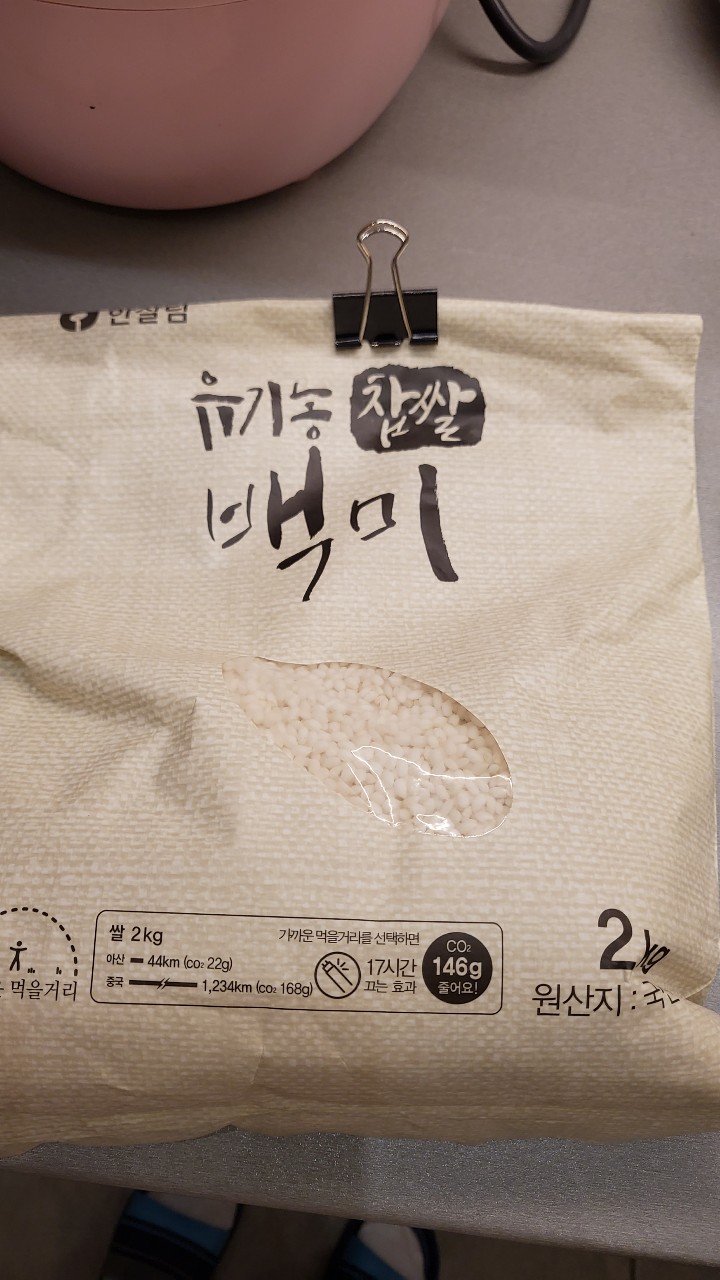 한살림
유기농 찹쌀
백미
먹을거리
쌀 2kg
아산 44km (co₂ 22g)
중국 1,234km (co₂ 168g)
가까운 먹을거리를 선택하면
17시간
끄는 효과
CO₂
146g
줄어요!
2kg
원산지 :